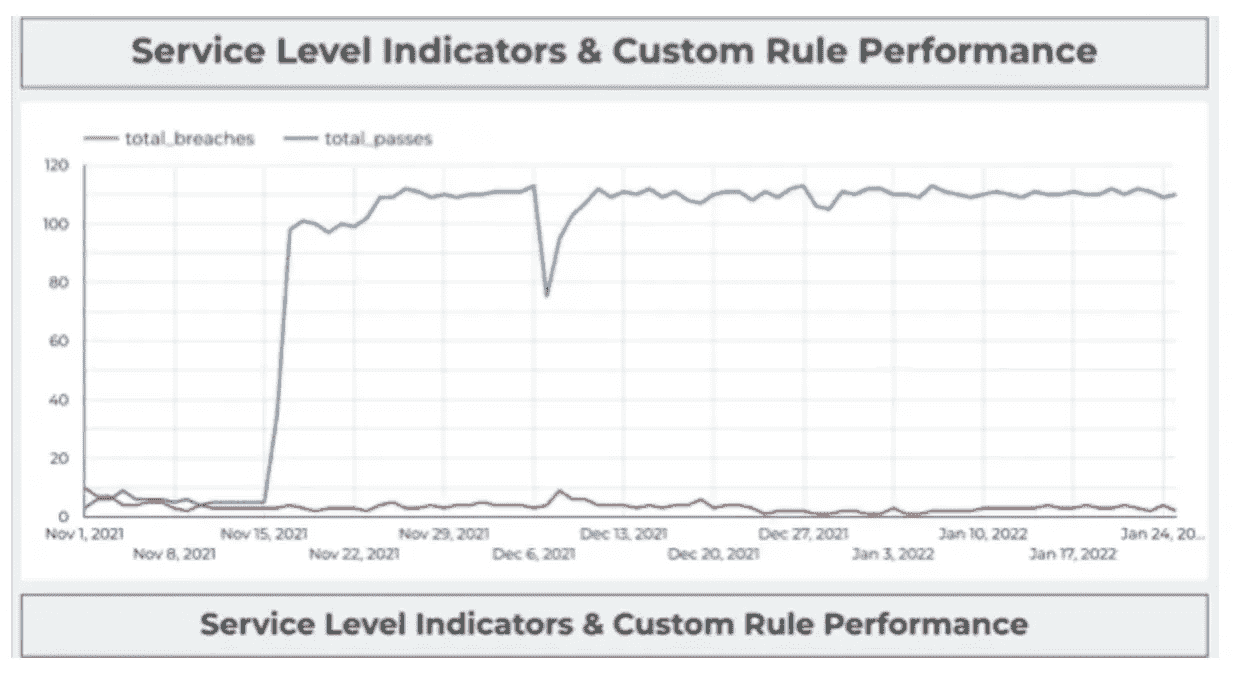 Service Level Indicators & Custom Rule Performance
total_breaches total_passes
120
100
80
60
40
20
0
Nov 1, 2021 Nov 15, 2021 Nov 29, 2021 Dec 13, 2021 Dec 27, 2021 Jan 10, 2022 Jan 24, 20...
Nov 8, 2021 Nov 22, 2021 Dec 6, 2021 Dec 20, 2021 Jan 3, 2022 Jan 17, 2022
Service Level Indicators & Custom Rule Performance